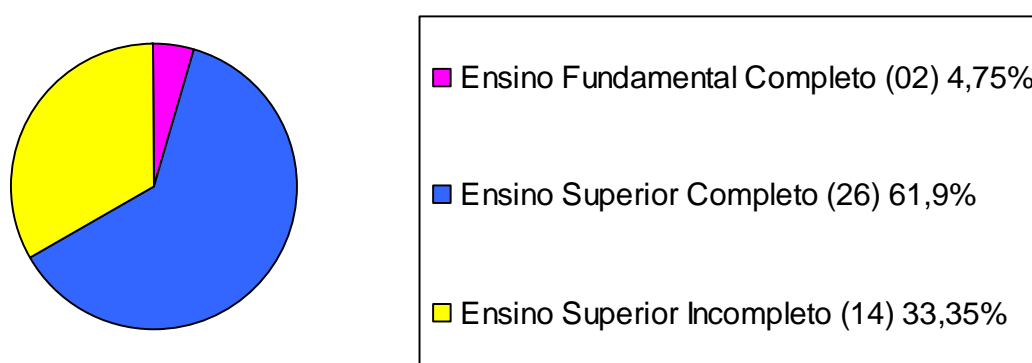 Ensino Fundamental Completo (02) 4,75%
Ensino Superior Completo (26) 61,9%
Ensino Superior Incompleto (14) 33,35%